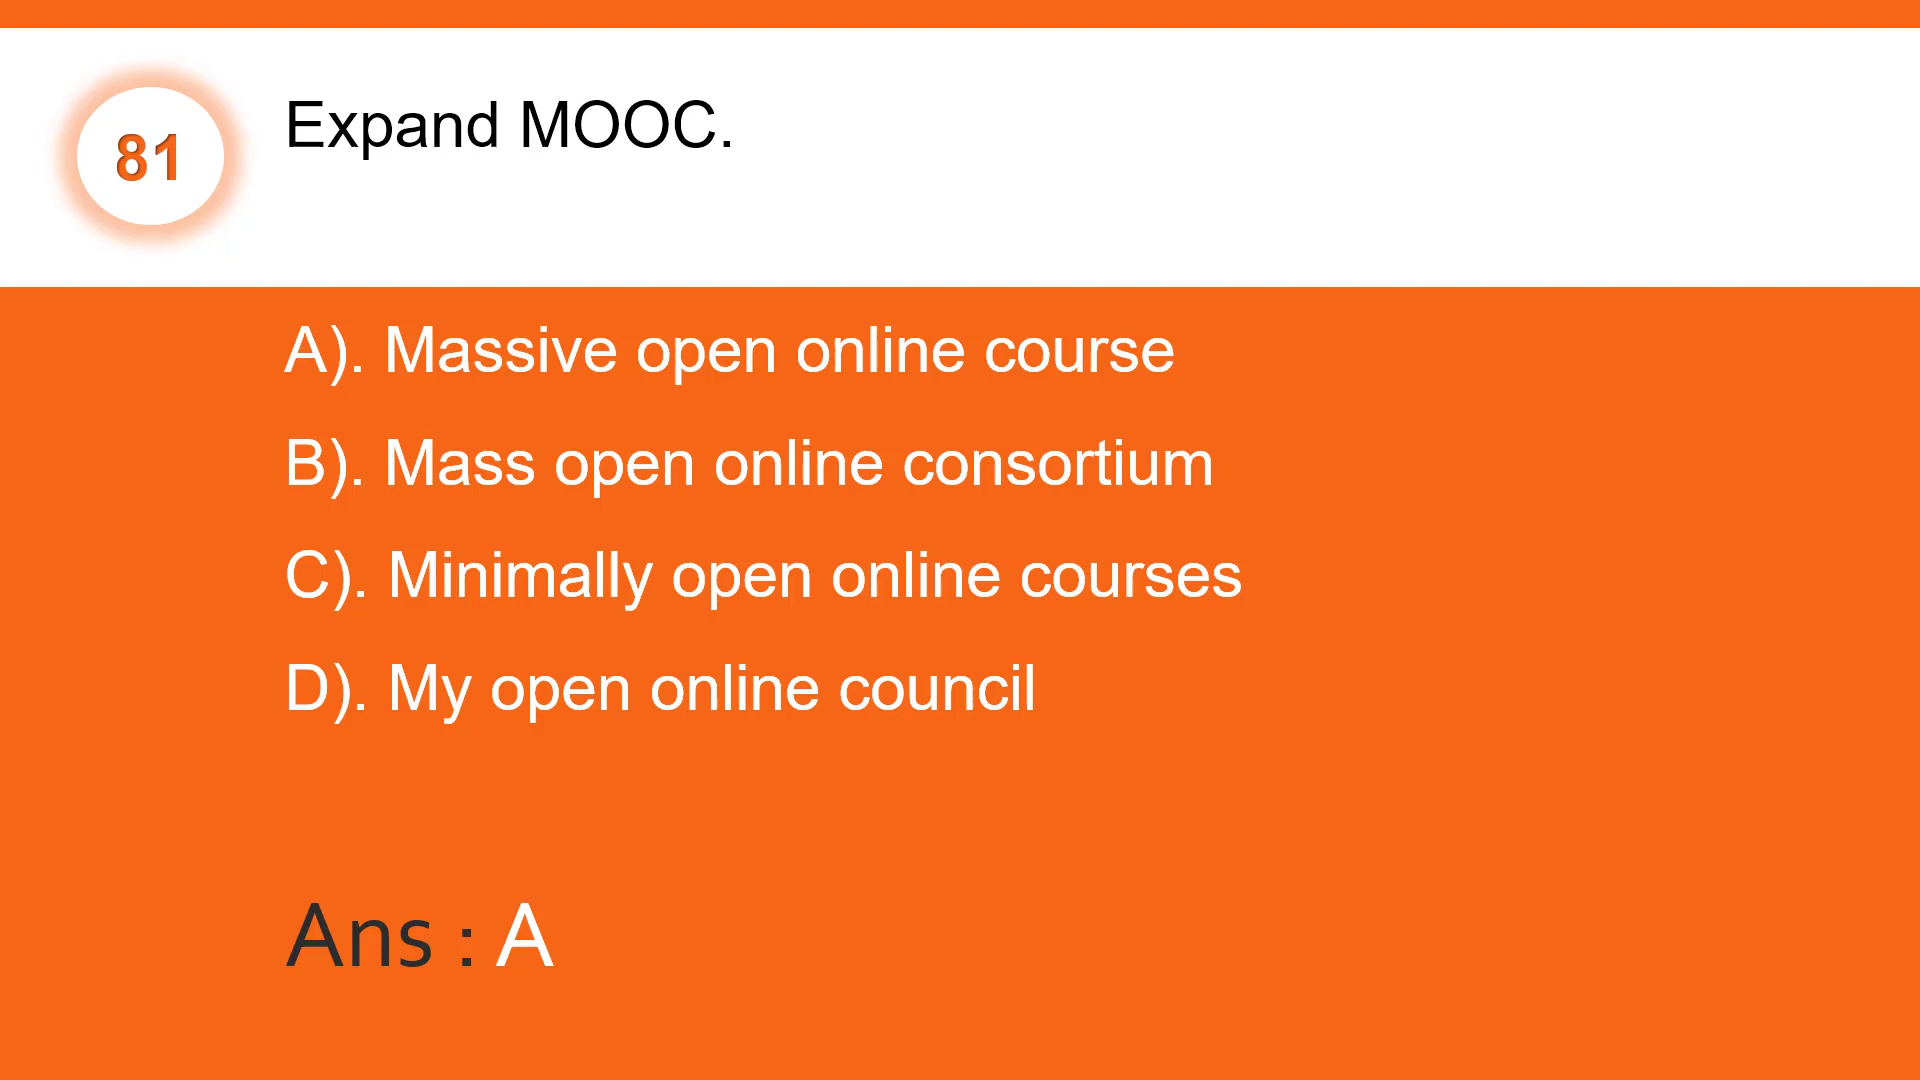 81
Expand MOOC.
A). Massive open online course
B). Mass open online consortium
C). Minimally open online courses
D). My open online council
Ans : A